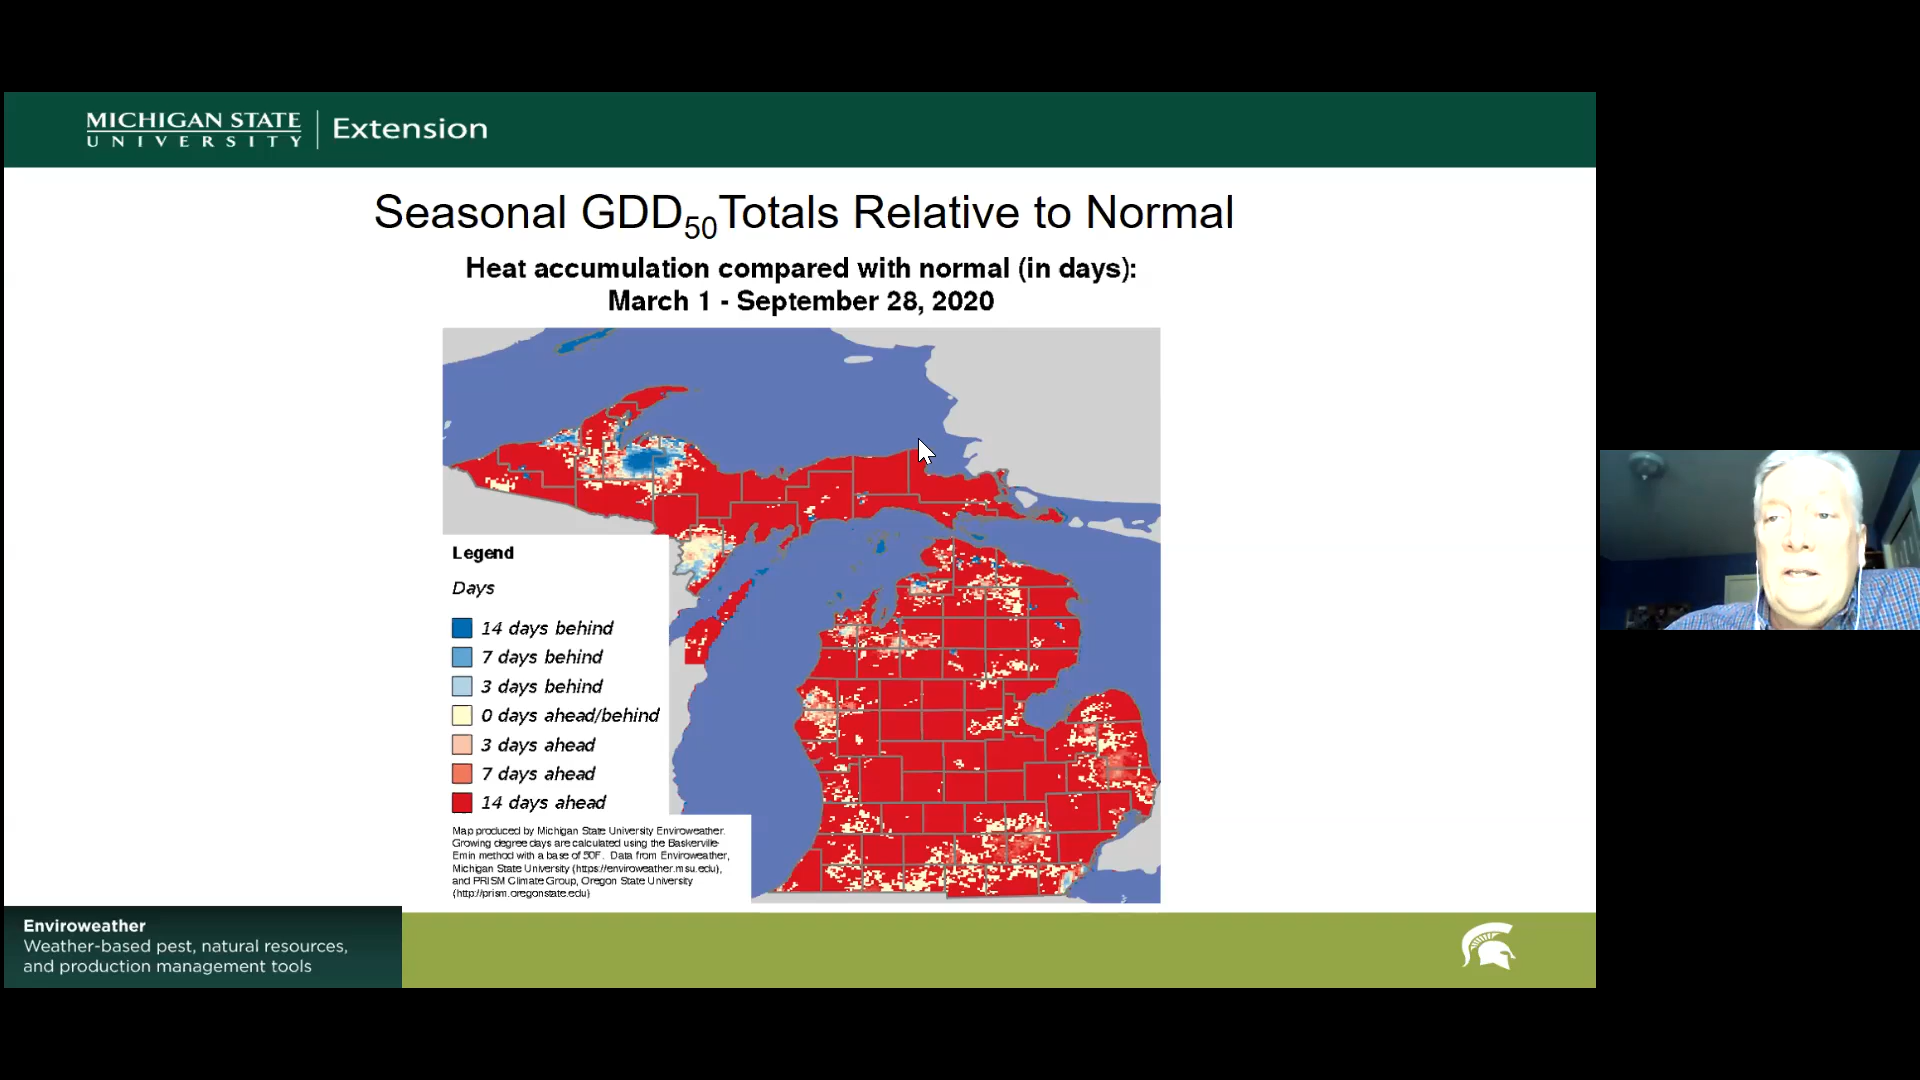 MICHIGAN STATE
UNIVERSITY
Extension
Seasonal GDD50 Totals Relative to Normal
Heat accumulation compared with normal (in days):
March 1 - September 28, 2020
Legend
Days
14 days behind
7 days behind
3 days behind
0 days ahead/behind
3 days ahead
7 days ahead
14 days ahead
Map produced by Michigan State University Enviroweather.
Growing degree days are calculated using the Baskerville-
Emin method with a base of 50F. Data from Enviroweather,
Michigan State University (https://enviroweather.msu.edu),
and PRISM Climate Group, Oregon State University
(http://prism.oregonstate.edu)
Enviroweather
Weather-based pest, natural resources,
and production management tools